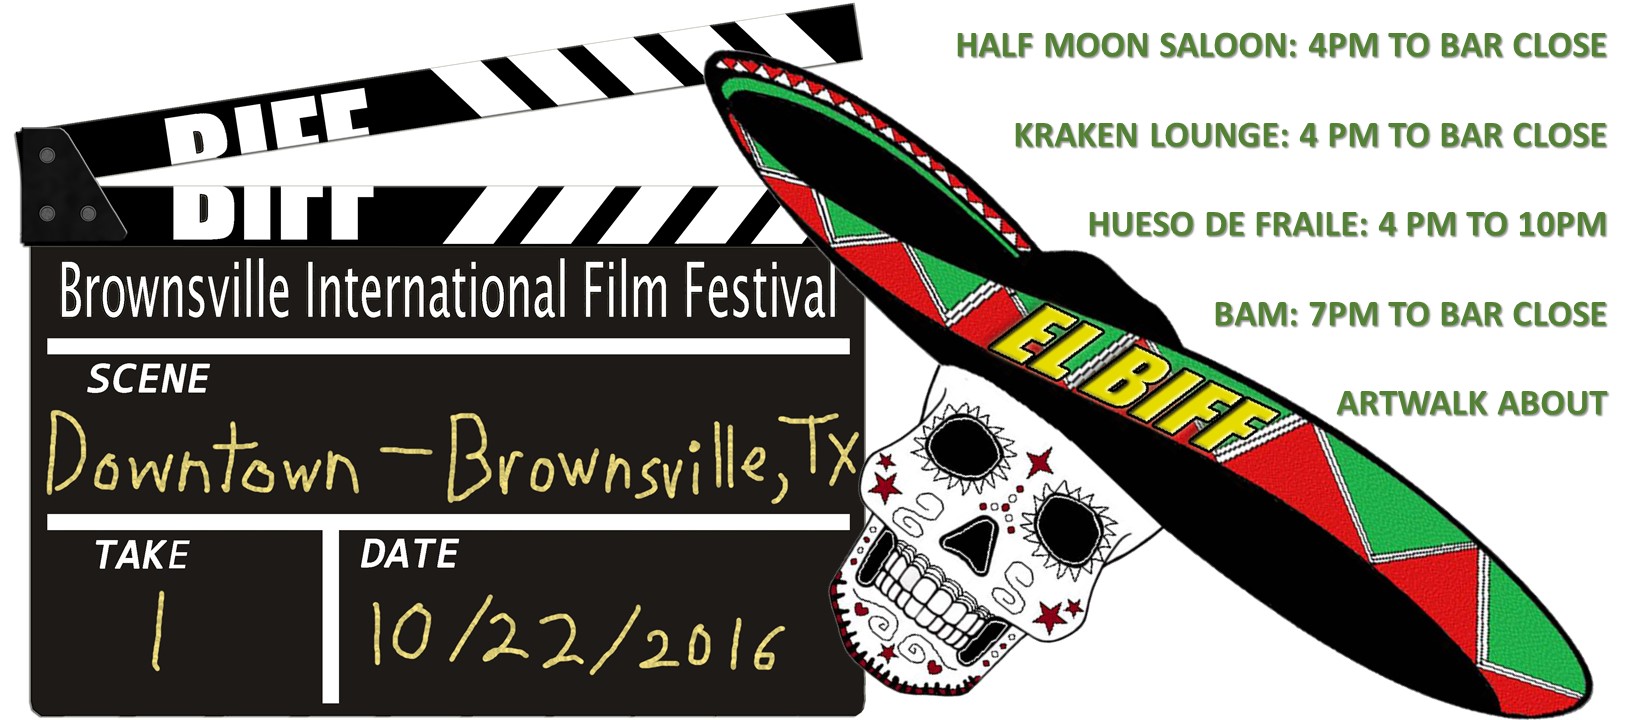 BIFF
BIFF
Brownsville International Film Festival
SCENE
Downtown - Brownsville, Tx
TAKE
1
DATE
10/22/2016
EL BIFF
HALF MOON SALOON: 4PM TO BAR CLOSE
KRAKEN LOUNGE: 4 PM TO BAR CLOSE
HUESO DE FRAILE: 4 PM TO 10PM
BAM: 7PM TO BAR CLOSE
ARTWALK ABOUT